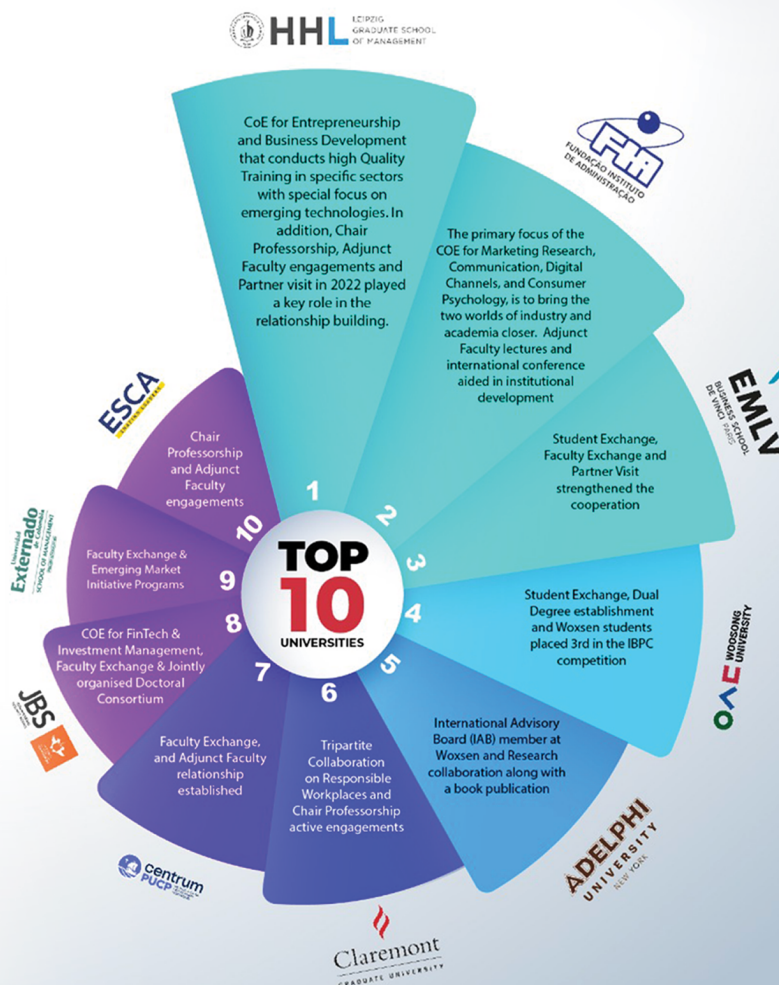 HHL
LEIPZIG
GRADUATE SCHOOL
OF MANAGEMENT
CoE for Entrepreneurship
and Business Development
that conducts high Quality
Training in specific sectors
with special focus on
emerging technologies. In
addition, Chair
Professorship, Adjunct
Faculty engagements and
Partner visit in 2022 played
a key role in the
relationship building.
1
FIA
FUNDAÇÃO INSTITUTO
DE ADMINISTRAÇÃO
The primary focus of the
COE for Marketing Research,
Communication, Digital
Channels, and Consumer
Psychology, is to bring the
two worlds of industry and
academia closer. Adjunct
Faculty lectures and
international conference
aided in institutional
development
2
EMLV
BUSINESS SCHOOL
DE VINCI PARIS
Student Exchange,
Faculty Exchange and
Partner Visit
strengthened the
cooperation
3
WOOSONG
UNIVERSITY
Student Exchange, Dual
Degree establishment
and Woxsen students
placed 3rd in the IBPC
competition
4
ADELPHI
UNIVERSITY
NEW YORK
International Advisory
Board (IAB) member at
Woxsen and Research
collaboration along with
a book publication
5
Claremont
GRADUATE UNIVERSITY
Tripartite
Collaboration
on Responsible
Workplaces and
Chair Professorship
active engagements
6
centrum
PUCP
Faculty Exchange,
and Adjunct Faculty
relationship
established
7
JBS
COE for FinTech &
Investment Management,
Faculty Exchange & Jointly
organised Doctoral
Consortium
8
Universidad
Externado
de Colombia
SCHOOL OF MANAGEMENT
Faculty Exchange &
Emerging Market
Initiative Programs
9
ESCA
Chair
Professorship
and Adjunct
Faculty
engagements
10
TOP
10
UNIVERSITIES